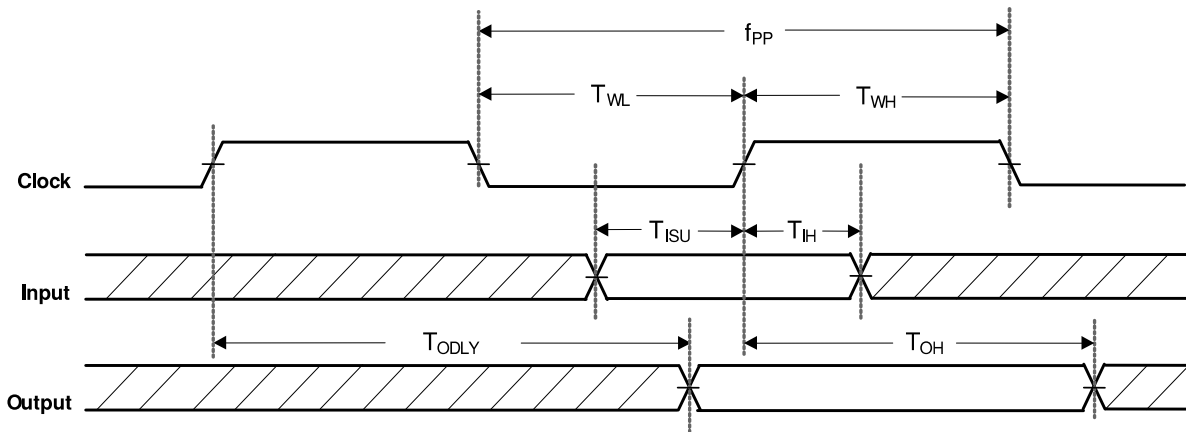 fPP
TWL
TWH
Clock
TISU
TIH
Input
TODLY
TOH
Output